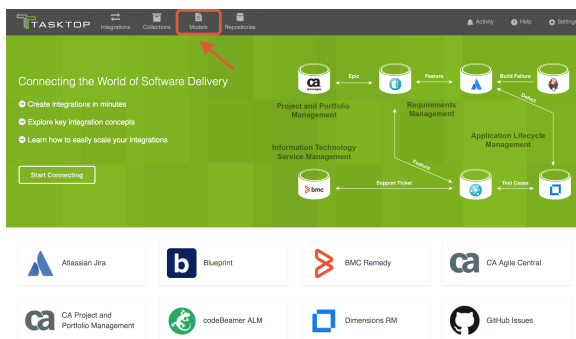 TASKTOP
Integrations
Collections
Models
Repositories
Activity
Help
Settings
Connecting the World of Software Delivery
Create integrations in minutes
Explore key integration concepts
Learn how to easily scale your integrations
Start Connecting
ca
Epic
Feature
Build Failure
Project and Portfolio
Management
Requirements
Management
Defect
Application Lifecycle
Management
Information Technology
Service Management
Feature
bmc
Support Ticket
Test Cases
Atlassian Jira
b
Blueprint
BMC Remedy
ca
CA Agile Central
ca
CA Project and
Portfolio Management
codeBeamer ALM
Dimensions RM
GitHub Issues